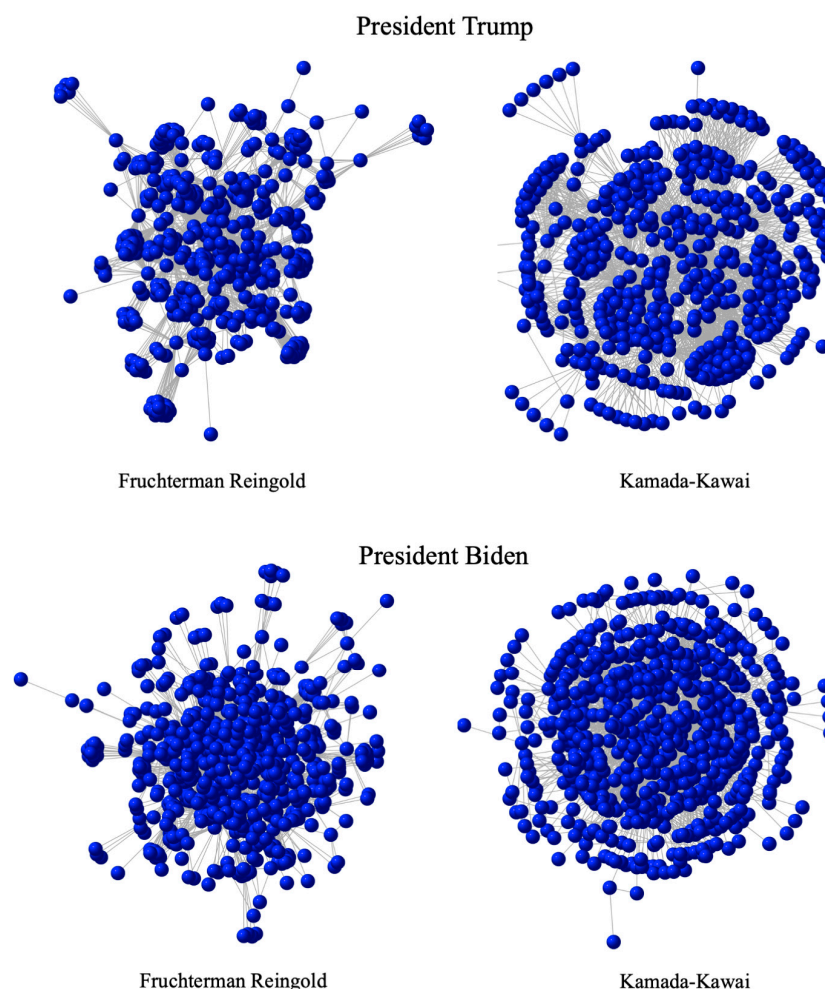 President Trump
Fruchterman Reingold
Kamada-Kawai
President Biden
Fruchterman Reingold
Kamada-Kawai